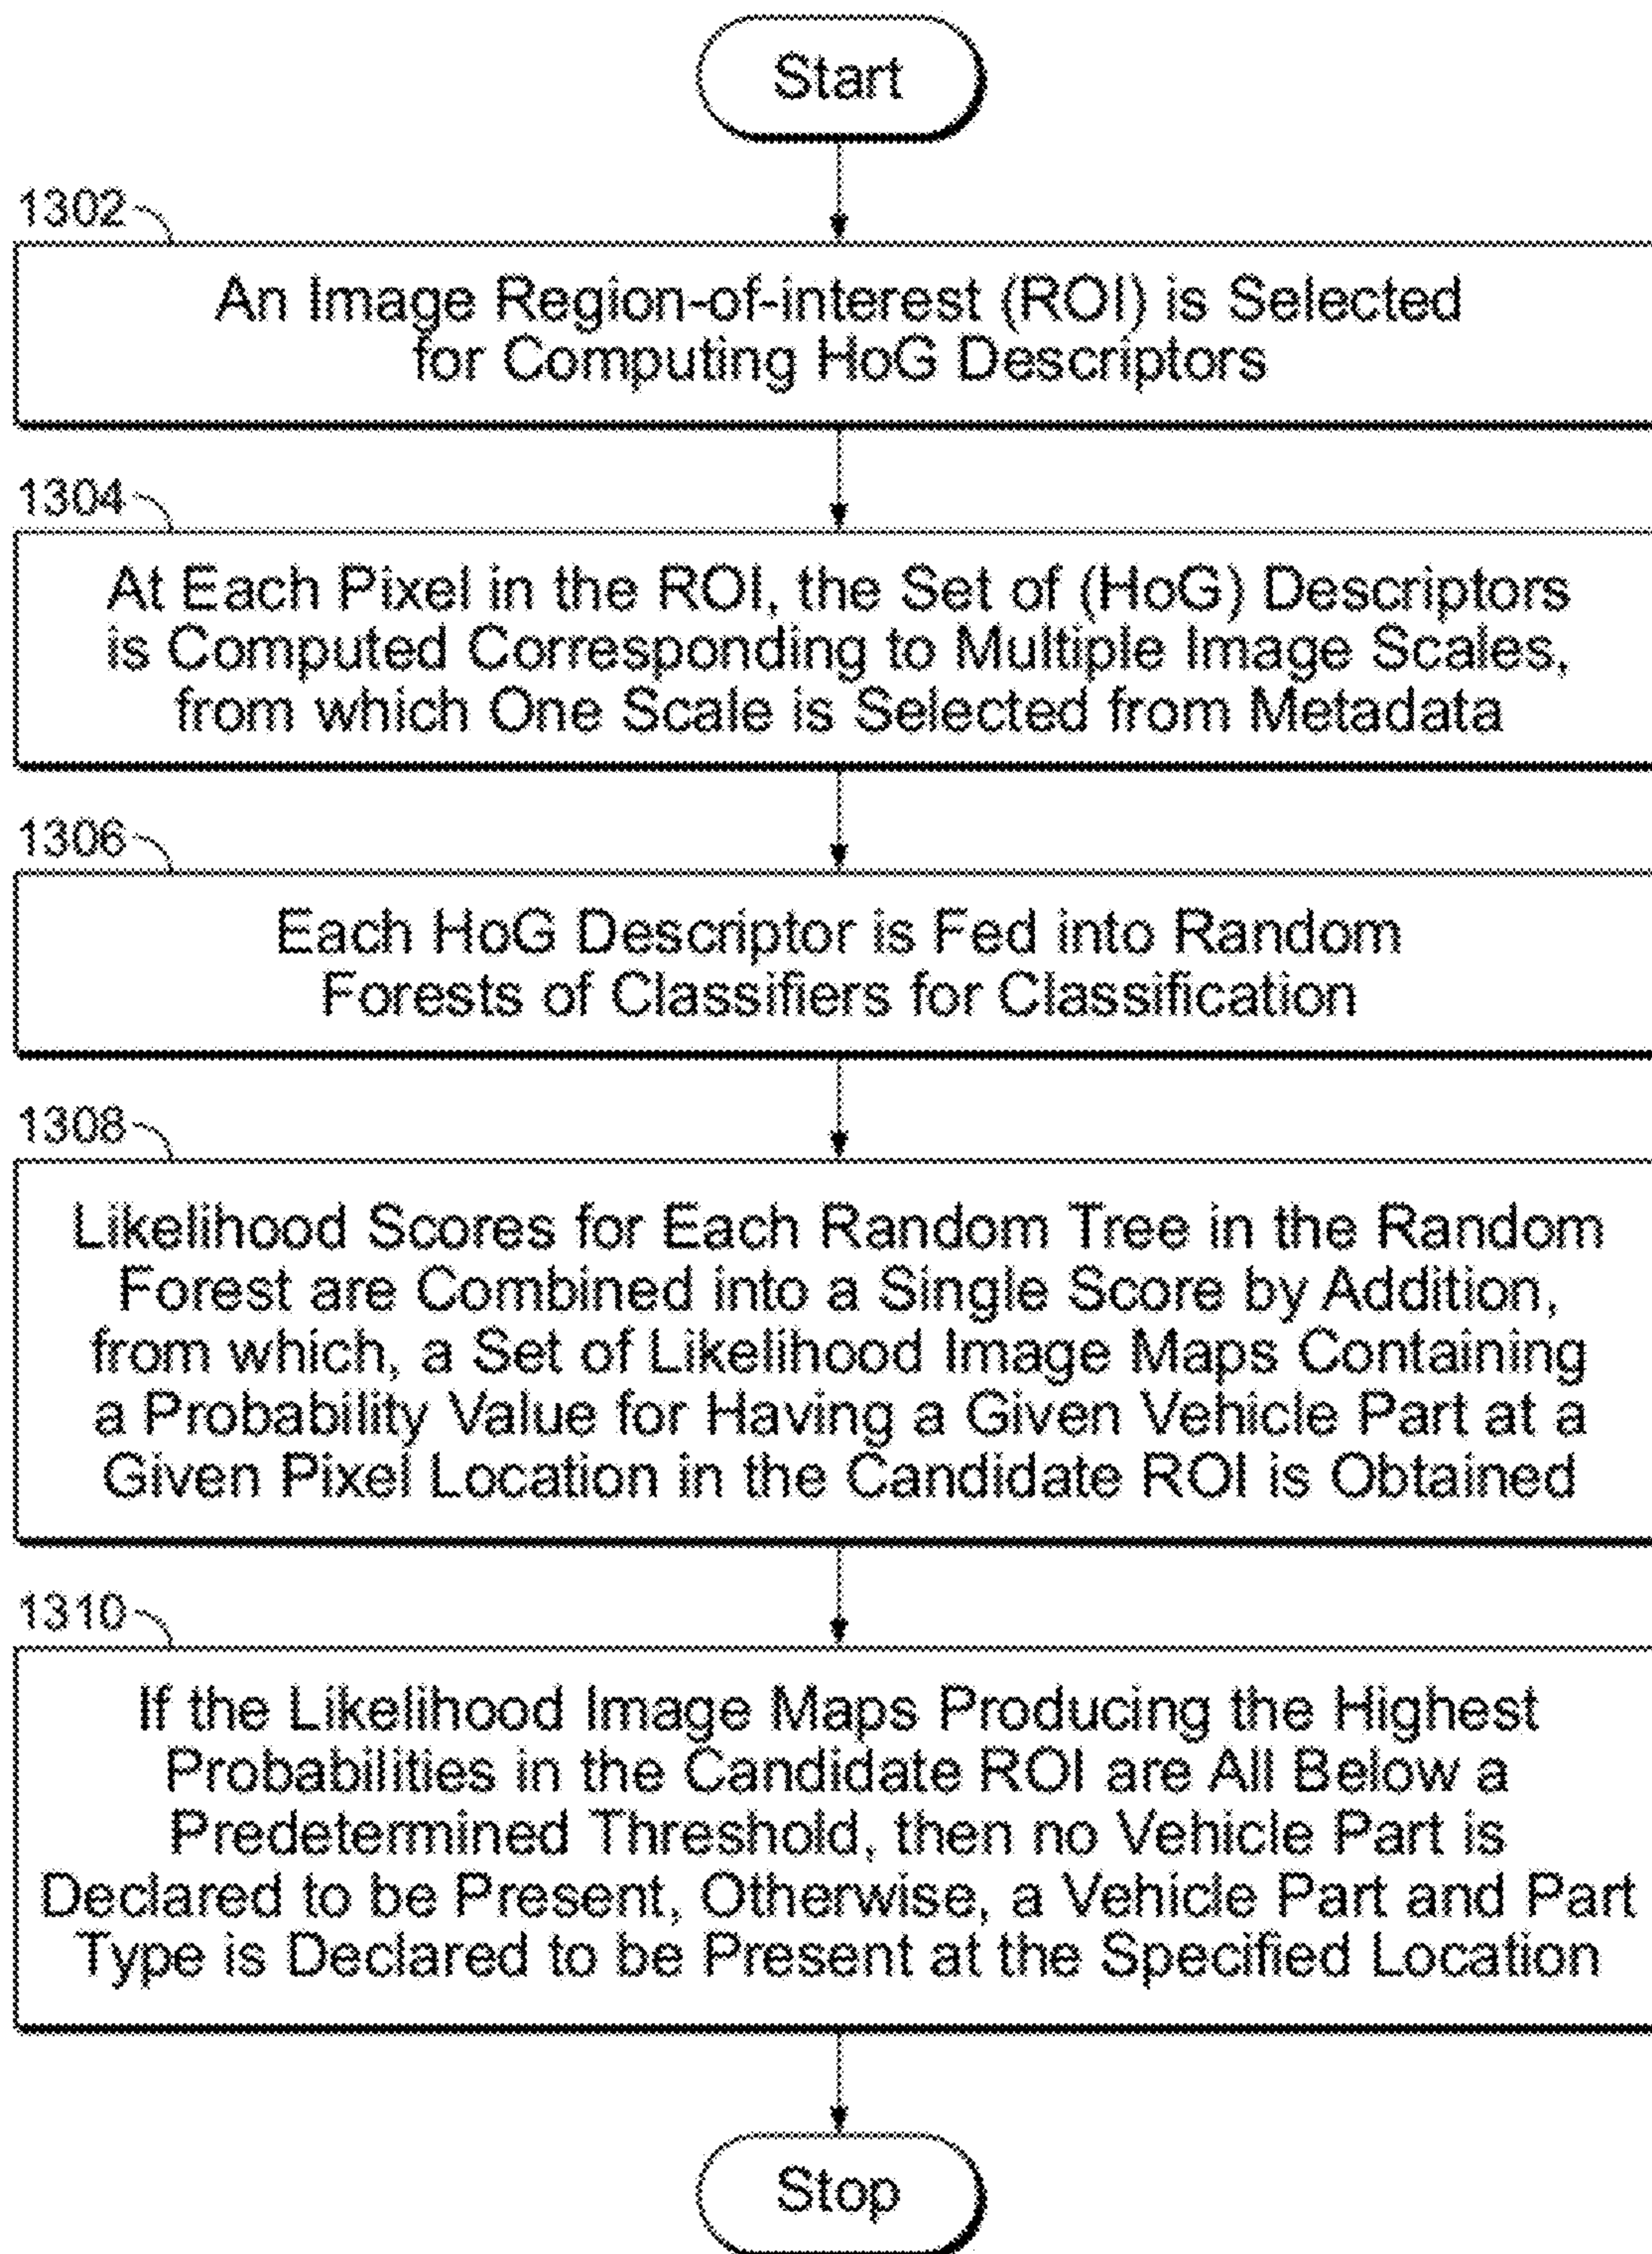 Start
1302
An Image Region-of-interest (ROI) is Selected
for Computing HoG Descriptors
1304
At Each Pixel in the ROI, the Set of (HoG) Descriptors
is Computed Corresponding to Multiple Image Scales,
from which One Scale is Selected from Metadata
1306
Each HoG Descriptor is Fed into Random
Forests of Classifiers for Classification
1308
Likelihood Scores for Each Random Tree in the Random
Forest are Combined into a Single Score by Addition,
from which, a Set of Likelihood Image Maps Containing
a Probability Value for Having a Given Vehicle Part at a
Given Pixel Location in the Candidate ROI is Obtained
1310
If the Likelihood Image Maps Producing the Highest
Probabilities in the Candidate ROI are All Below a
Predetermined Threshold, then no Vehicle Part is
Declared to be Present, Otherwise, a Vehicle Part and Part
Type is Declared to be Present at the Specified Location
Stop